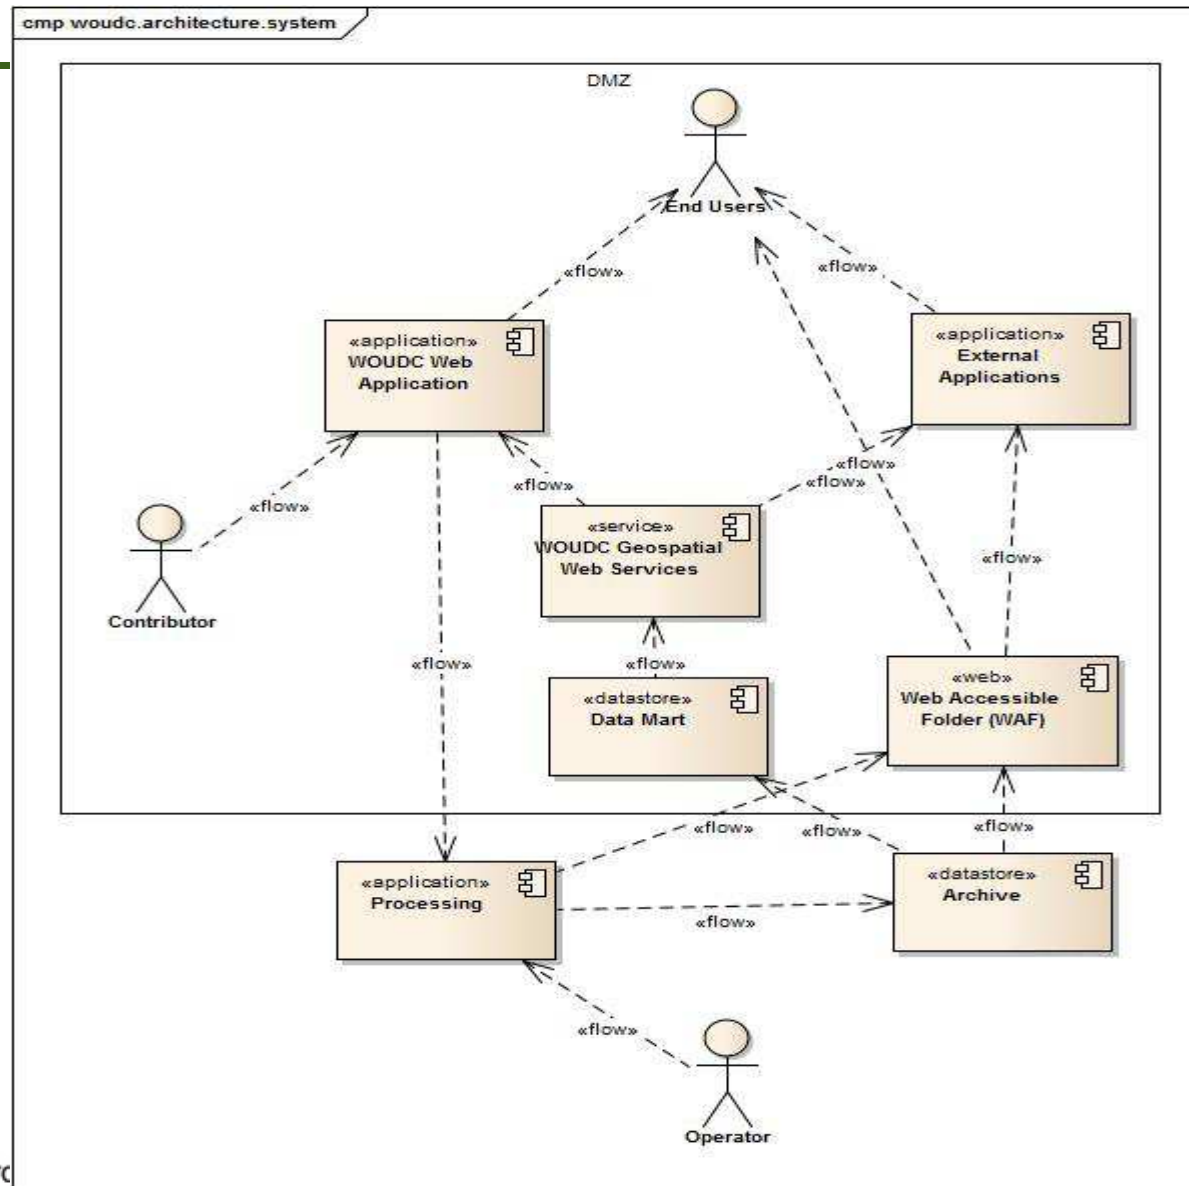 cmp woudc.architecture.system
DMZ
End Users
«flow»
«flow»
«application»
WOUDC Web
Application
«application»
External
Applications
«flow»
«flow»
«flow»
«flow»
Contributor
«service»
WOUDC Geospatial
Web Services
«flow»
«flow»
«flow»
«datastore»
Data Mart
«web»
Web Accessible
Folder (WAF)
«flow»
«flow»
«flow»
«application»
Processing
«datastore»
Archive
«flow»
«flow»
Operator